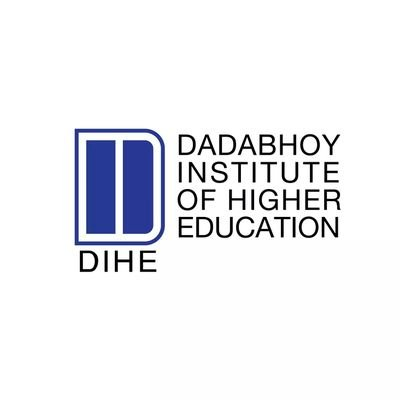 DADABHOY
INSTITUTE
OF HIGHER
EDUCATION
DIHE